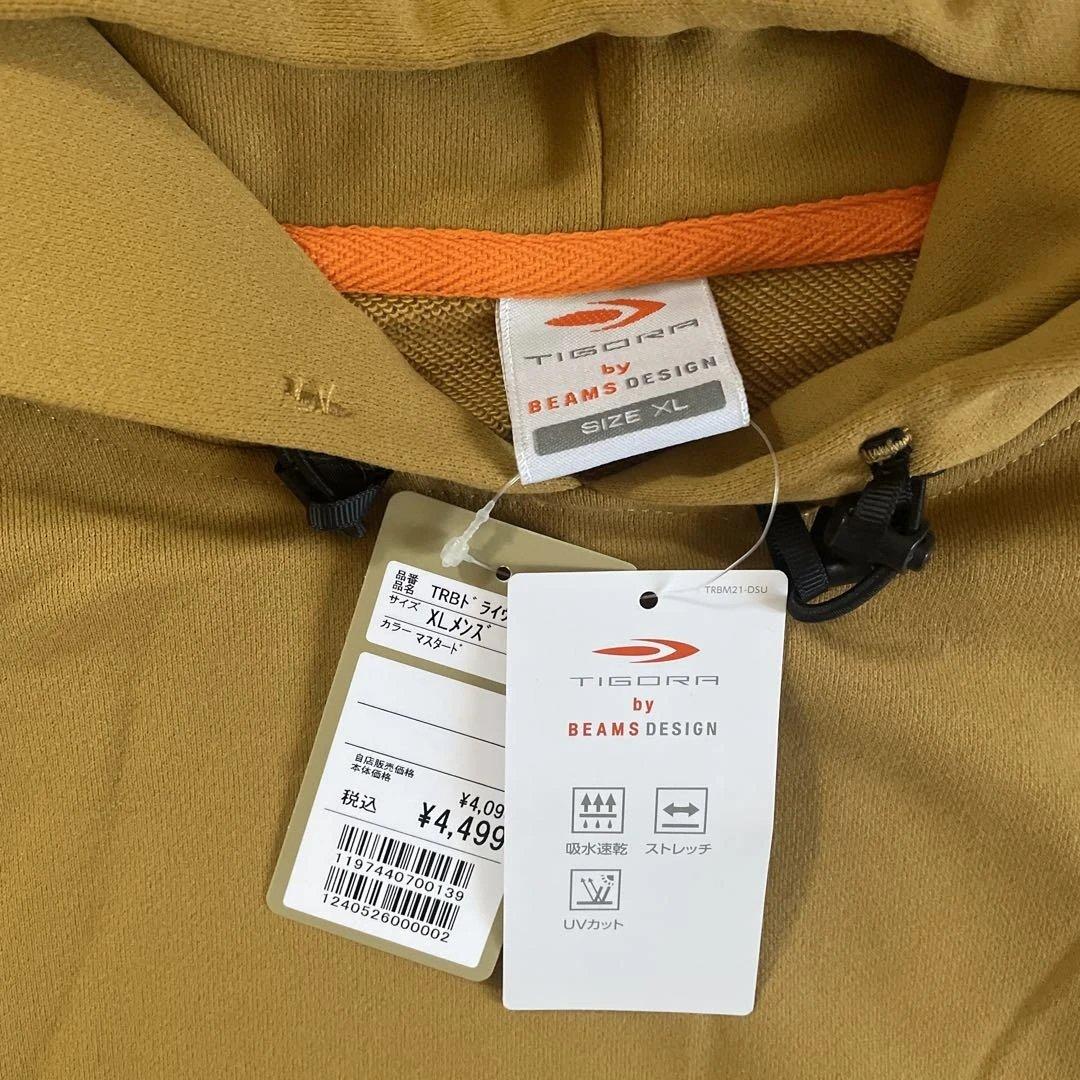 TIGORA
by
BEAMS DESIGN
SIZE XL
品番
品名 TRBﾄﾞﾗｲ
サイズ XLメンズ
カラー マスタード
自店販売価格
本体価格 ¥4,09
税込 ¥4,499
1197440700139
1240526000002
TRBM21-DSU
TIGORA
by
BEAMS DESIGN
吸水速乾 ストレッチ
UVカット